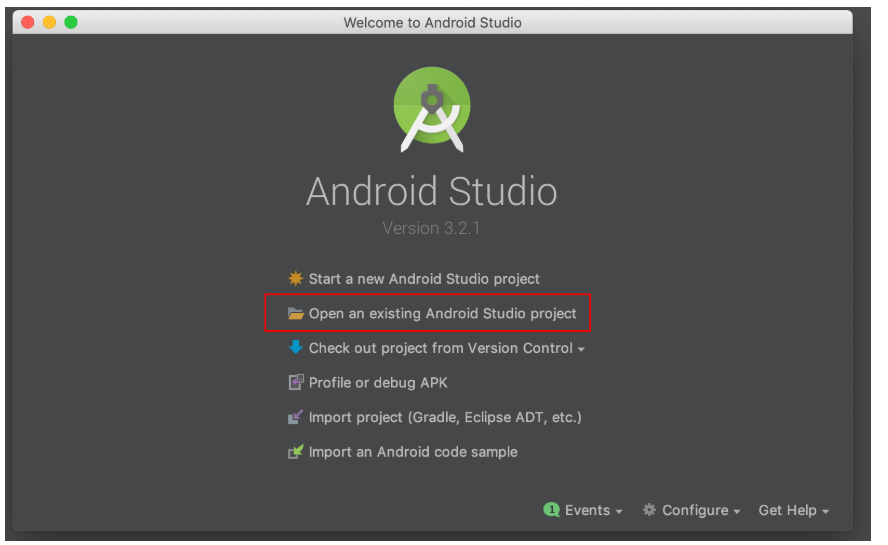 Welcome to Android Studio
Android Studio
Version 3.2.1
Start a new Android Studio project
Open an existing Android Studio project
Check out project from Version Control
Profile or debug APK
Import project (Gradle, Eclipse ADT, etc.)
Import an Android code sample
1 Events Configure Get Help